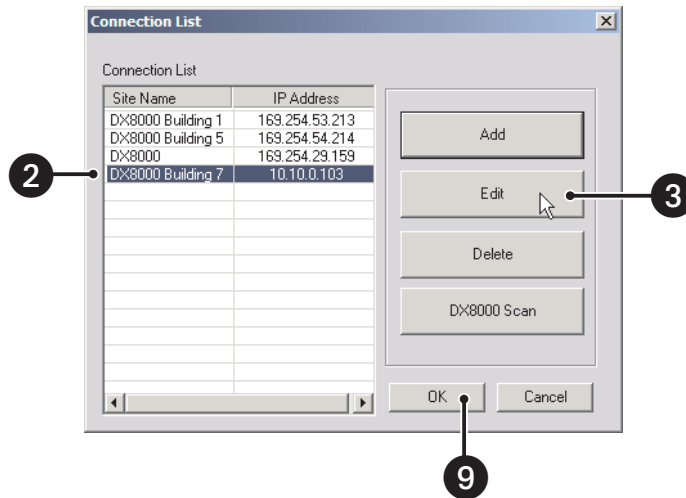 Connection List
Connection List
Site Name IP Address
DX8000 Building 1 169.254.53.213
DX8000 Building 5 169.254.54.214
DX8000 169.254.29.159
DX8000 Building 7 10.10.0.103
Add
Edit
Delete
DX8000 Scan
OK Cancel
2
3
9